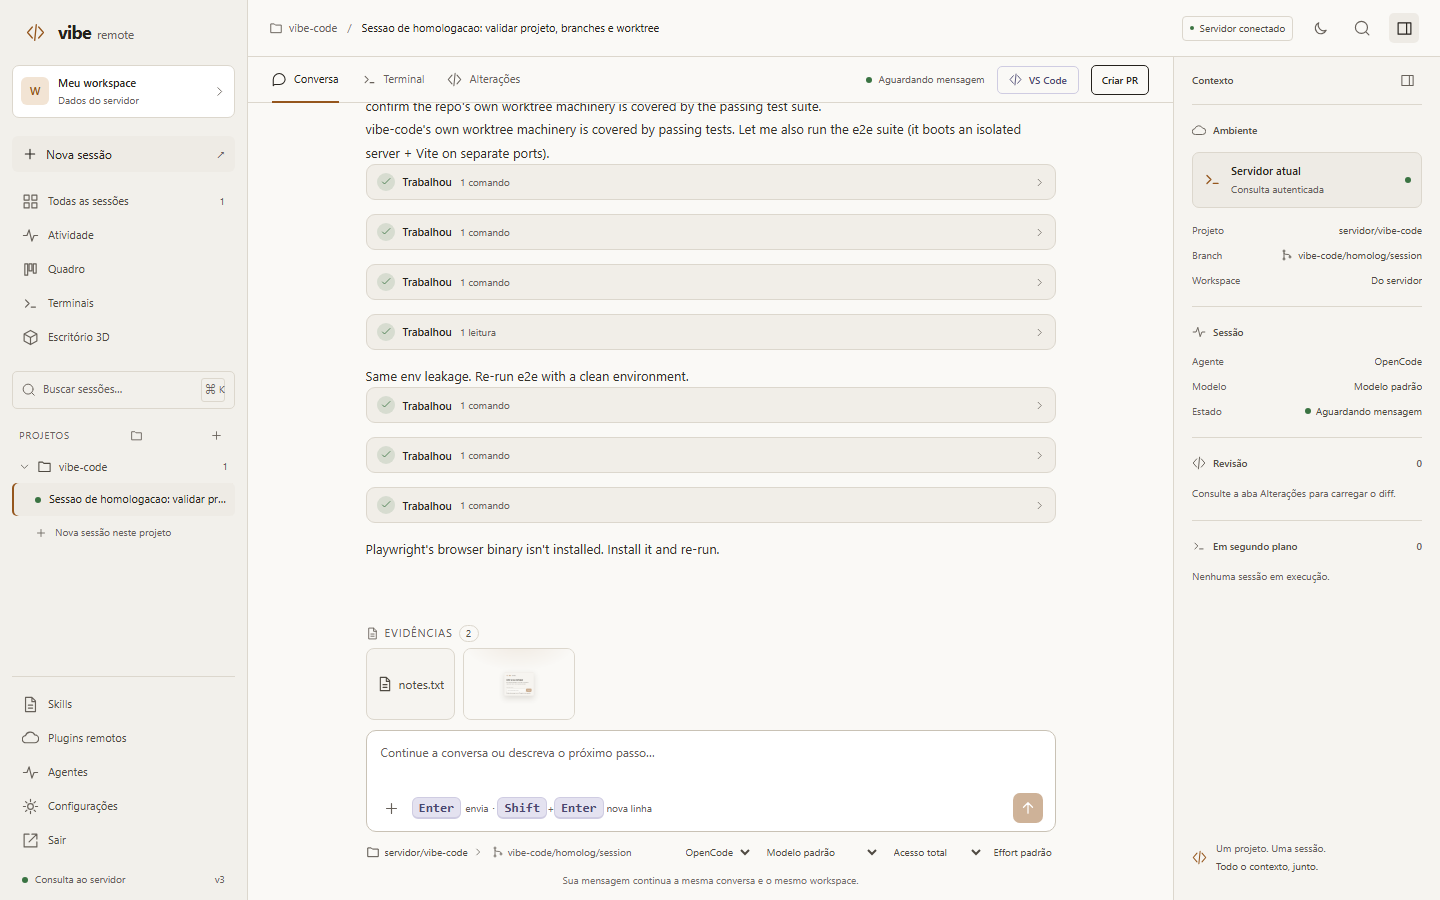 vibe remote
W
Meu workspace
Dados do servidor
Nova sessão
Todas as sessões 1
Atividade
Quadro
Terminais
Escritório 3D
Buscar sessões... ⌘ K
PROJETOS
vibe-code 1
Sessao de homologacao: validar pr...
Nova sessão neste projeto
Skills
Plugins remotos
Agentes
Configurações
Sair
Consulta ao servidor v3
vibe-code / Sessao de homologacao: validar projeto, branches e worktree
Servidor conectado
Conversa Terminal Alterações
Aguardando mensagem VS Code Criar PR
confirm the repo's own worktree machinery is covered by the passing test suite.
vibe-code's own worktree machinery is covered by passing tests. Let me also run the e2e suite (it boots an isolated
server + Vite on separate ports).
Trabalhou 1 comando
Trabalhou 1 comando
Trabalhou 1 comando
Trabalhou 1 leitura
Same env leakage. Re-run e2e with a clean environment.
Trabalhou 1 comando
Trabalhou 1 comando
Trabalhou 1 comando
Playwright's browser binary isn't installed. Install it and re-run.
EVIDÊNCIAS 2
notes.txt
Continue a conversa ou descreva o próximo passo...
Enter envia · Shift + Enter nova linha
servidor/vibe-code vibe-code/homolog/session OpenCode Modelo padrão Acesso total Effort padrão
Sua mensagem continua a mesma conversa e o mesmo workspace.
Contexto
Ambiente
Servidor atual
Consulta autenticada
Projeto servidor/vibe-code
Branch vibe-code/homolog/session
Workspace Do servidor
Sessão
Agente OpenCode
Modelo Modelo padrão
Estado Aguardando mensagem
Revisão 0
Consulte a aba Alterações para carregar o diff.
Em segundo plano 0
Nenhuma sessão em execução.
Um projeto. Uma sessão.
Todo o contexto, junto.